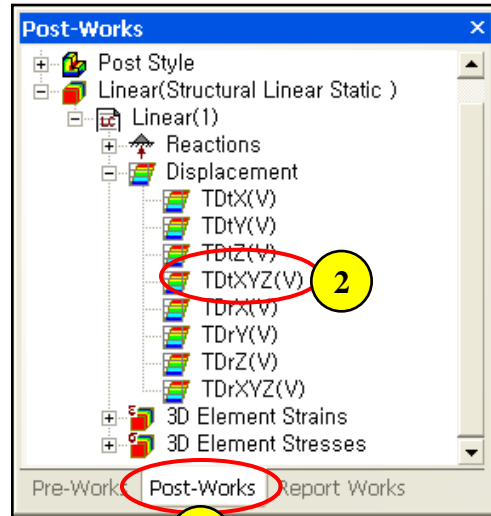 Post-Works ×
Post Style
Linear(Structural Linear Static )
LC Linear(1)
Reactions
Displacement
TDtX(V)
TDtY(V)
TDtZ(V)
TDtXYZ(V) 2
TDrX(V)
TDrY(V)
TDrZ(V)
TDrXYZ(V)
ε 3D Element Strains
σ 3D Element Stresses
Pre-Works Post-Works Report Works